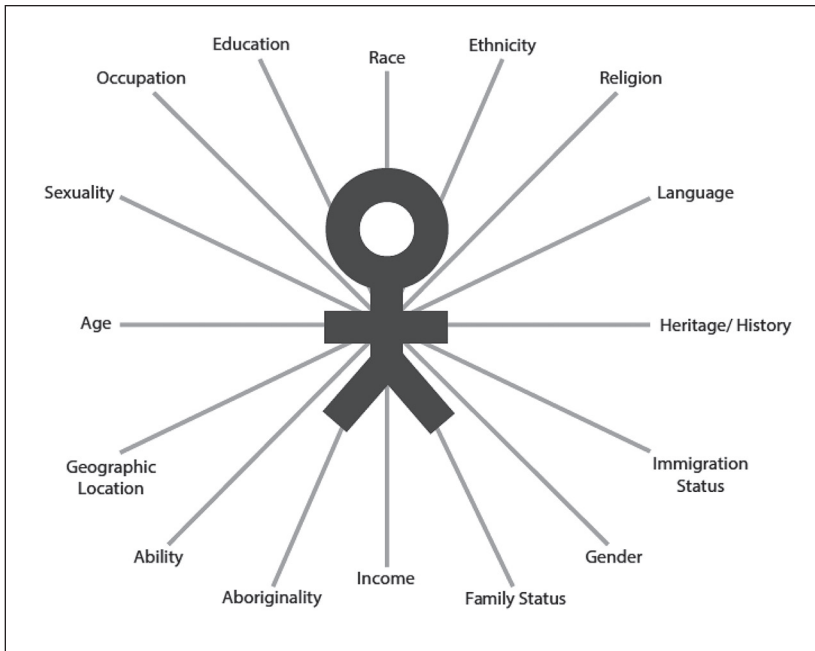 Education
Race
Ethnicity
Occupation
Religion
Sexuality
Language
Age
Heritage/ History
Geographic
Location
Immigration
Status
Ability
Gender
Aboriginality
Income
Family Status